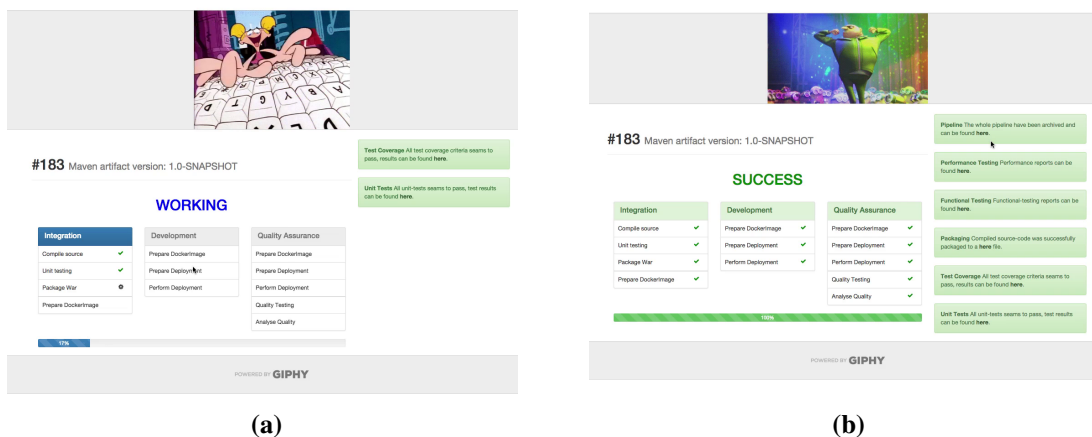 #183 Maven artifact version: 1.0-SNAPSHOT
WORKING
Integration
Compile source
Unit testing
Package War
Prepare DockerImage
Development
Prepare DockerImage
Prepare Deployment
Perform Deployment
Quality Assurance
Prepare DockerImage
Prepare Deployment
Perform Deployment
Quality Testing
Analyse Quality
17%
Test Coverage All test coverage criteria seams to
pass, results can be found here.
Unit Tests All unit-tests seams to pass, test results
can be found here.
POWERED BY GIPHY
(a)
#183 Maven artifact version: 1.0-SNAPSHOT
SUCCESS
Integration
Compile source
Unit testing
Package War
Prepare DockerImage
Development
Prepare DockerImage
Prepare Deployment
Perform Deployment
Quality Assurance
Prepare DockerImage
Prepare Deployment
Perform Deployment
Quality Testing
Analyse Quality
100%
Pipeline The whole pipeline have been archived and
can be found here.
Performance Testing Performance reports can be
found here.
Functional Testing Functional-testing reports can be
found here.
Packaging Compiled source-code was successfully
packaged to a here file.
Test Coverage All test coverage criteria seams to
pass, results can be found here.
Unit Tests All unit-tests seams to pass, test results
can be found here.
POWERED BY GIPHY
(b)